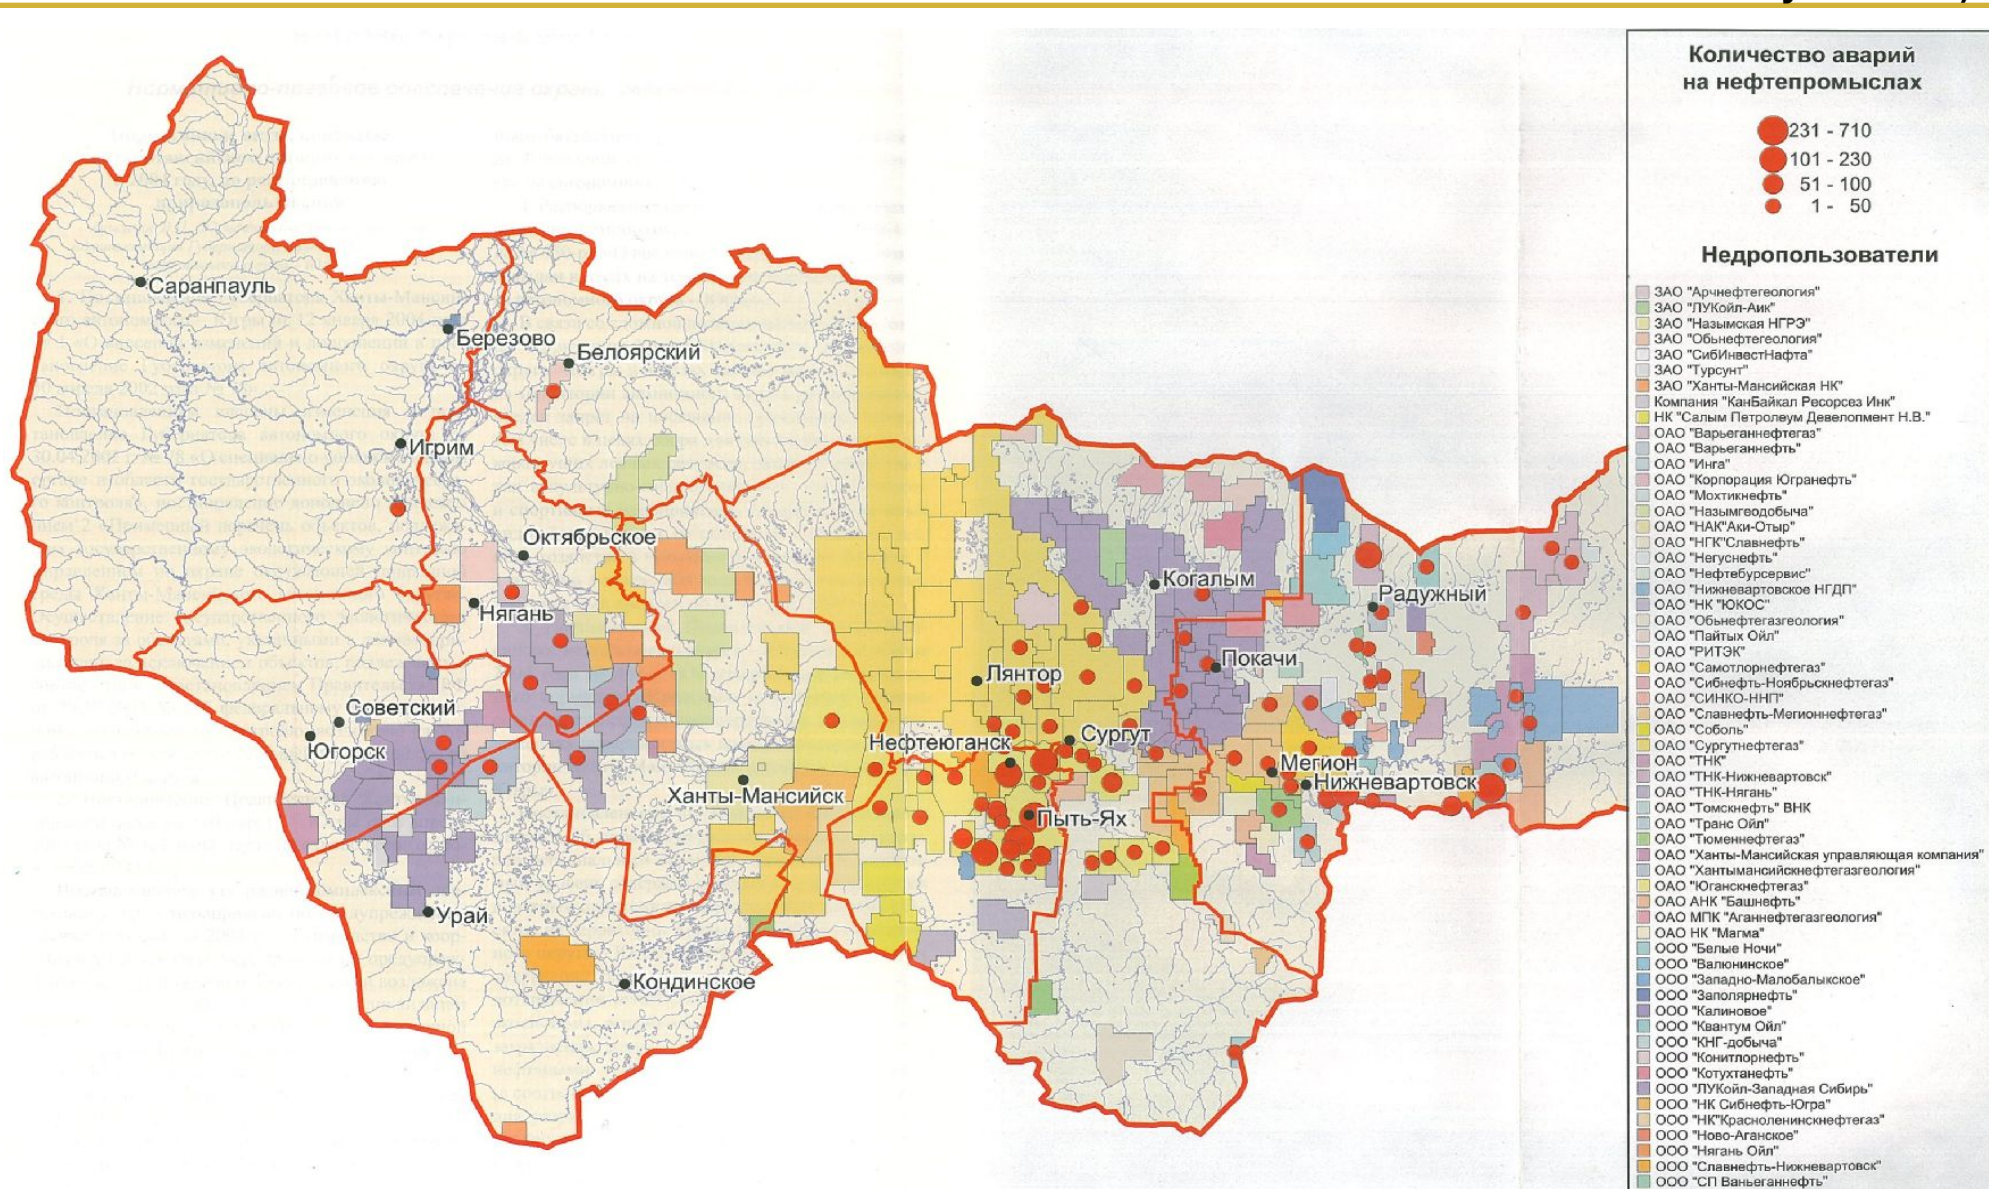 Саранпауль
Березово
Белоярский
Игрим
Октябрьское
Нягань
Когалым
Радужный
Покачи
Лянтор
Советский
Югорск
Нефтеюганск
Сургут
Мегион
Нижневартовск
Ханты-Мансийск
Пыть-Ях
Урай
Кондинское
Количество аварий
на нефтепромыслах
231 - 710
101 - 230
51 - 100
1 - 50
Недропользователи
ЗАО "Арчнефтегеология"
ЗАО "ЛУКойл-Аик"
ЗАО "Назымская НГРЭ"
ЗАО "Обьнефтегеология"
ЗАО "СибИнвестНафта"
ЗАО "Турсунт"
ЗАО "Ханты-Мансийская НК"
Компания "КанБайкал Ресорсез Инк"
НК "Салым Петролеум Девелопмент Н.В."
ОАО "Варьеганнефтегаз"
ОАО "Варьеганнефть"
ОАО "Инга"
ОАО "Корпорация Югранефть"
ОАО "Мохтикнефть"
ОАО "Назымгеодобыча"
ОАО "НАК"Аки-Отыр"
ОАО "НГК"Славнефть"
ОАО "Негуснефть"
ОАО "Нефтебурсервис"
ОАО "Нижневартовское НГДП"
ОАО "НК "ЮКОС"
ОАО "Обьнефтегазгеология"
ОАО "Пайтых Ойл"
ОАО "РИТЭК"
ОАО "Самотлорнефтегаз"
ОАО "Сибнефть-Ноябрьскнефтегаз"
ОАО "СИНКО-ННП"
ОАО "Славнефть-Мегионнефтегаз"
ОАО "Соболь"
ОАО "Сургутнефтегаз"
ОАО "ТНК"
ОАО "ТНК-Нижневартовск"
ОАО "ТНК-Нягань"
ОАО "Томскнефть" ВНК
ОАО "Транс Ойл"
ОАО "Тюменнефтегаз"
ОАО "Ханты-Мансийская управляющая компания"
ОАО "Хантымансийскнефтегазгеология"
ОАО "Юганскнефтегаз"
ОАО АНК "Башнефть"
ОАО МПК "Аганнефтегазгеология"
ОАО НК "Магма"
ООО "Белые Ночи"
ООО "Валюнинское"
ООО "Западно-Малобалыкское"
ООО "Заполярнефть"
ООО "Калиновое"
ООО "Квантум Ойл"
ООО "КНГ-добыча"
ООО "Конитлорнефть"
ООО "Котухтанефть"
ООО "ЛУКойл-Западная Сибирь"
ООО "НК Сибнефть-Югра"
ООО "НК"Красноленинскнефтегаз"
ООО "Ново-Аганское"
ООО "Нягань Ойл"
ООО "Славнефть-Нижневартовск"
ООО "СП Ваньеганнефть"